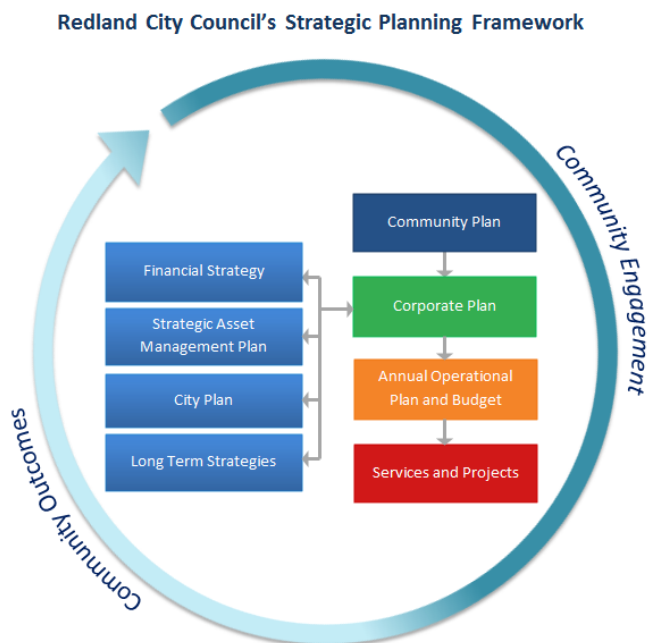 Redland City Council's Strategic Planning Framework
Community Engagement
Community Plan
Financial Strategy
Corporate Plan
Strategic Asset
Management Plan
Annual Operational
Plan and Budget
City Plan
Long Term Strategies
Services and Projects
Community Outcomes